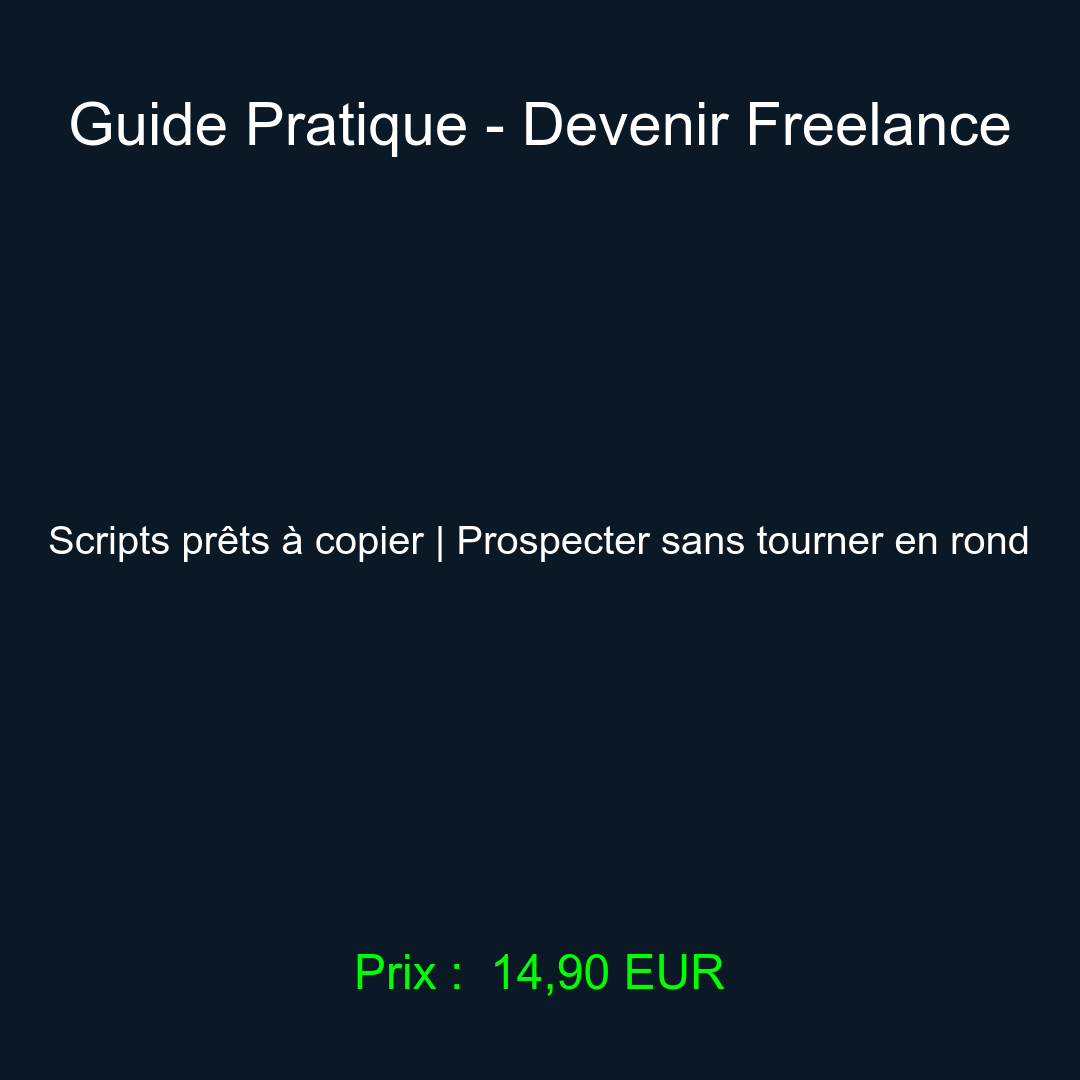 Guide Pratique - Devenir Freelance
Scripts prêts à copier | Prospecter sans tourner en rond
Prix :  14,90 EUR